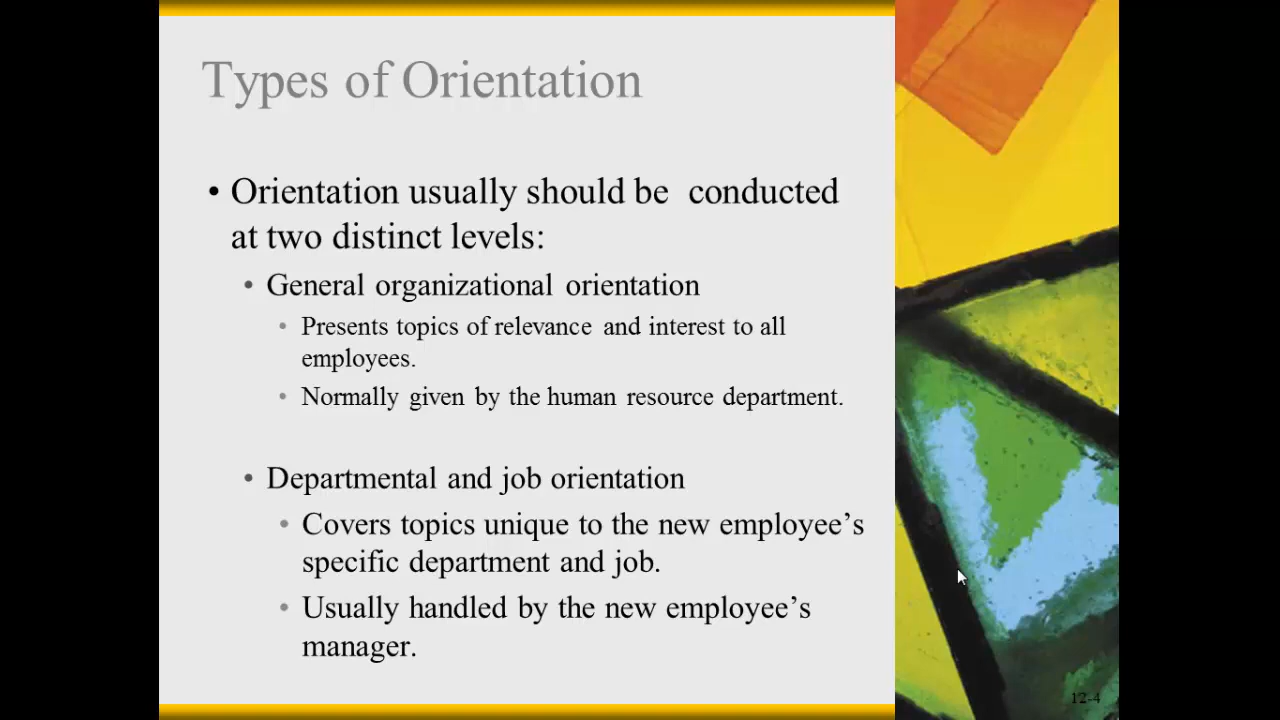 Types of Orientation
• Orientation usually should be conducted
at two distinct levels:
• General organizational orientation
• Presents topics of relevance and interest to all
employees.
• Normally given by the human resource department.
• Departmental and job orientation
• Covers topics unique to the new employee’s
specific department and job.
• Usually handled by the new employee’s
manager.
12-4